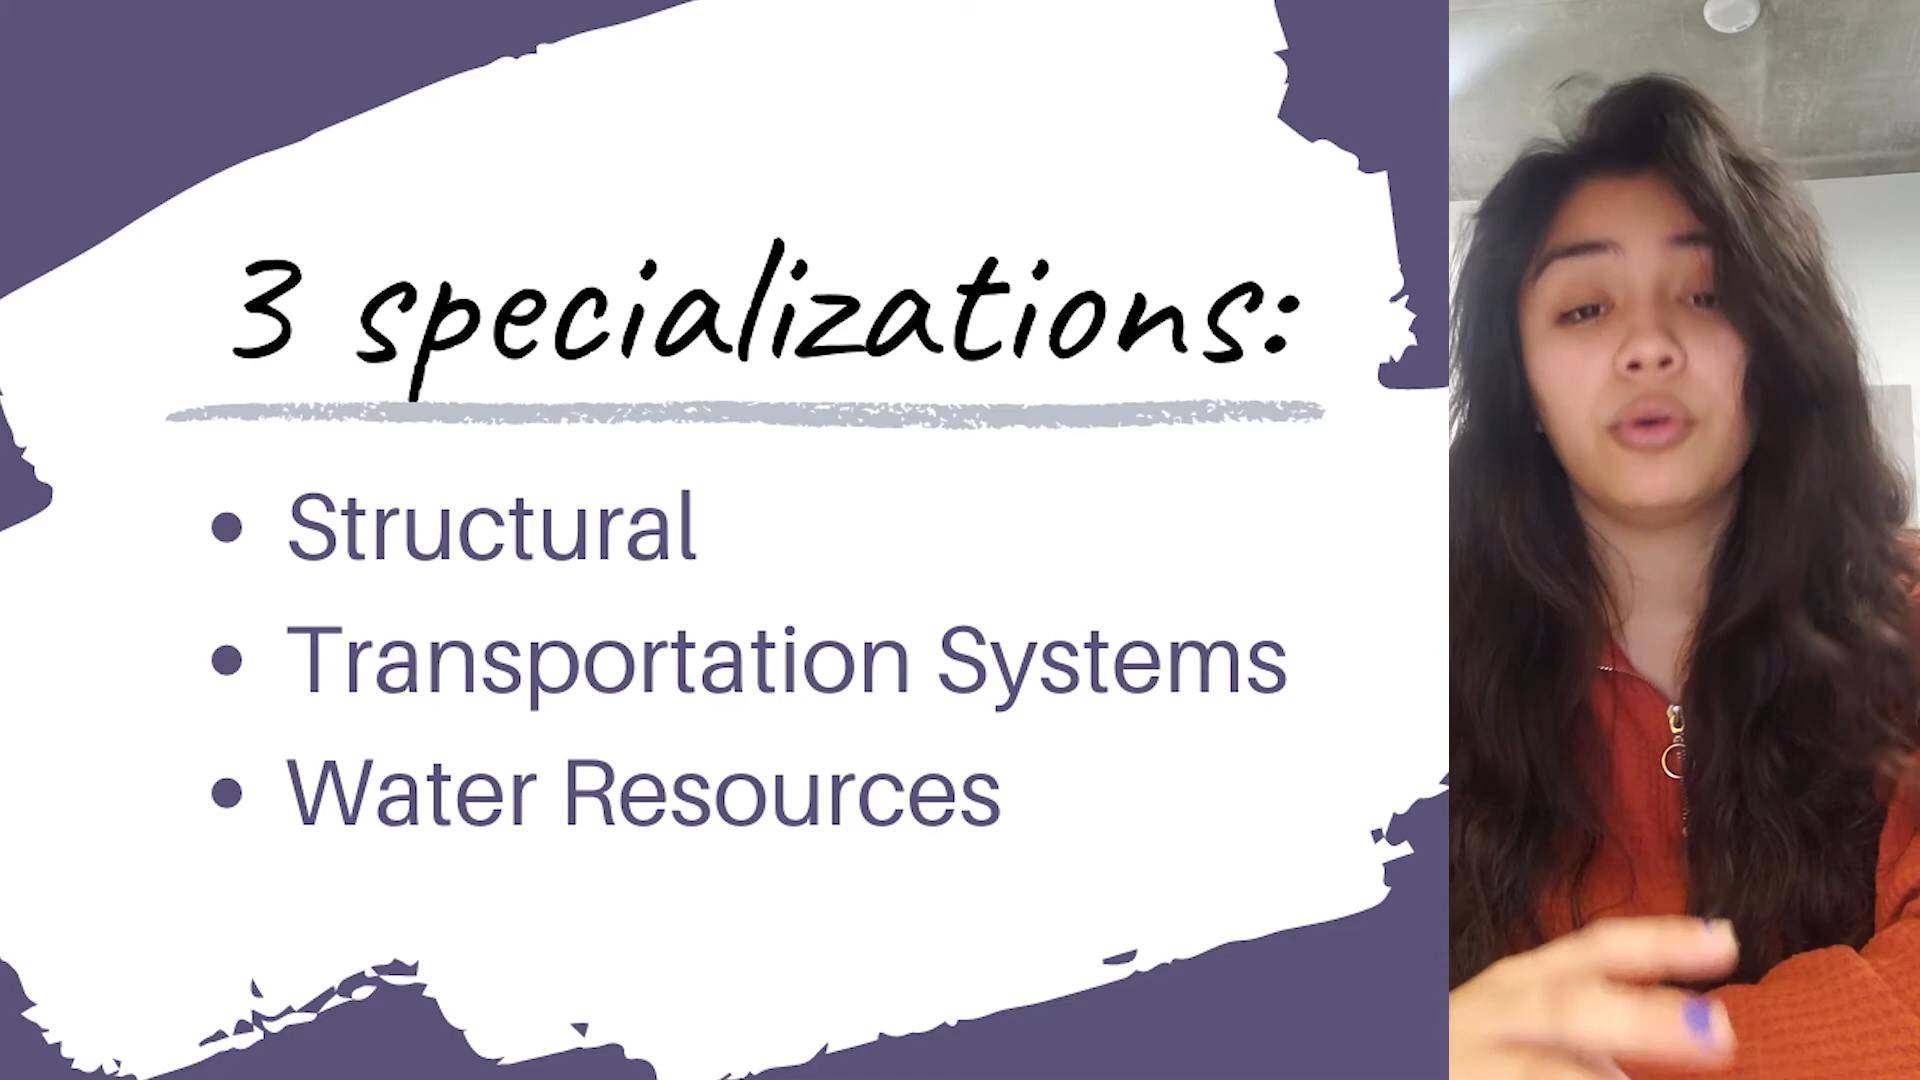 3 specializations:
• Structural
• Transportation Systems
• Water Resources